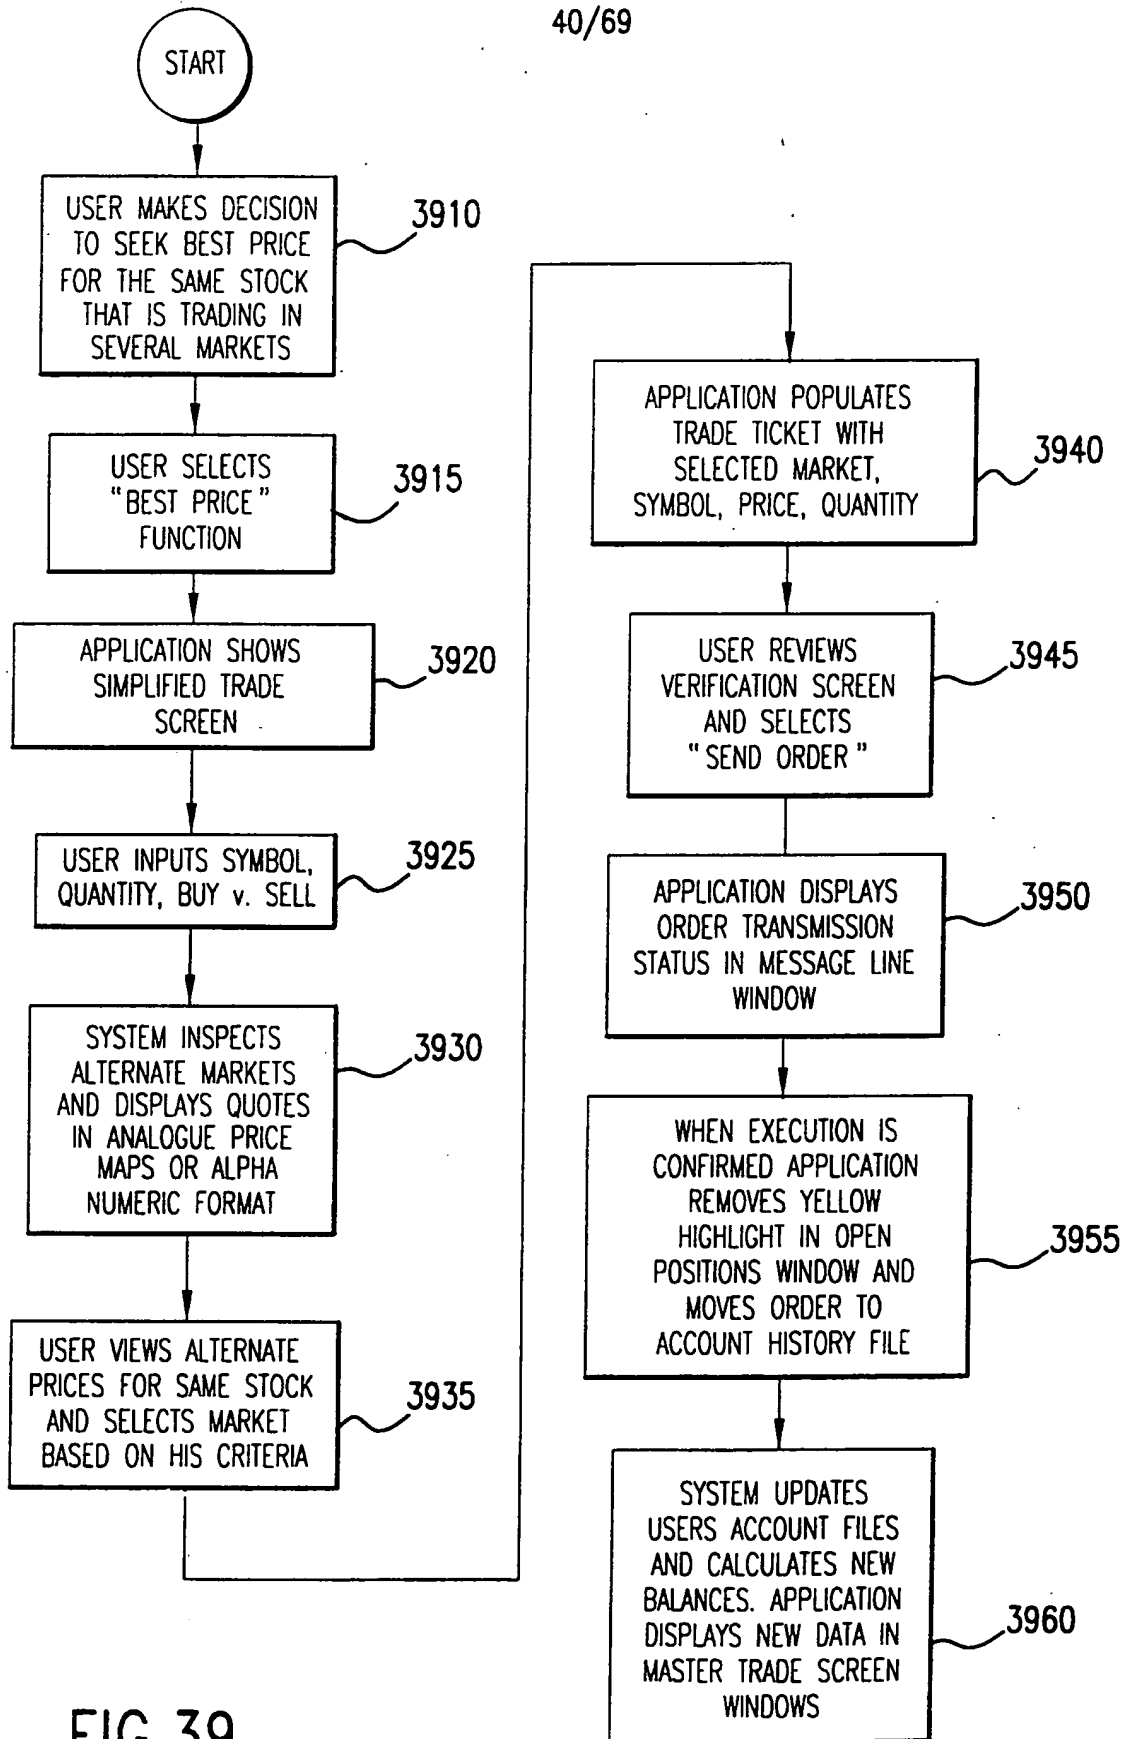 40/69
START
USER MAKES DECISION
TO SEEK BEST PRICE
FOR THE SAME STOCK
THAT IS TRADING IN
SEVERAL MARKETS
3910
USER SELECTS
"BEST PRICE"
FUNCTION
3915
APPLICATION SHOWS
SIMPLIFIED TRADE
SCREEN
3920
USER INPUTS SYMBOL,
QUANTITY, BUY v. SELL
3925
SYSTEM INSPECTS
ALTERNATE MARKETS
AND DISPLAYS QUOTES
IN ANALOGUE PRICE
MAPS OR ALPHA
NUMERIC FORMAT
3930
USER VIEWS ALTERNATE
PRICES FOR SAME STOCK
AND SELECTS MARKET
BASED ON HIS CRITERIA
3935
APPLICATION POPULATES
TRADE TICKET WITH
SELECTED MARKET,
SYMBOL, PRICE, QUANTITY
3940
USER REVIEWS
VERIFICATION SCREEN
AND SELECTS
"SEND ORDER"
3945
APPLICATION DISPLAYS
ORDER TRANSMISSION
STATUS IN MESSAGE LINE
WINDOW
3950
WHEN EXECUTION IS
CONFIRMED APPLICATION
REMOVES YELLOW
HIGHLIGHT IN OPEN
POSITIONS WINDOW AND
MOVES ORDER TO
ACCOUNT HISTORY FILE
3955
SYSTEM UPDATES
USERS ACCOUNT FILES
AND CALCULATES NEW
BALANCES. APPLICATION
DISPLAYS NEW DATA IN
MASTER TRADE SCREEN
WINDOWS
3960
FIG. 39